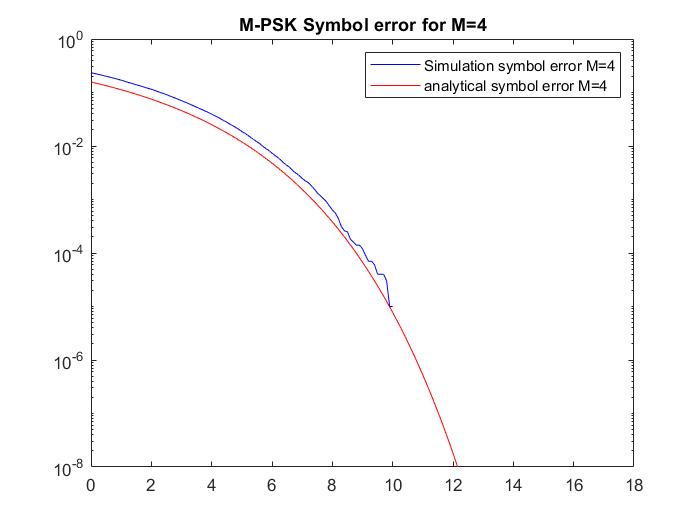 M-PSK Symbol error for M=4
10^0
Simulation symbol error M=4
analytical symbol error M=4
10^-2
10^-4
10^-6
10^-8
0 2 4 6 8 10 12 14 16 18